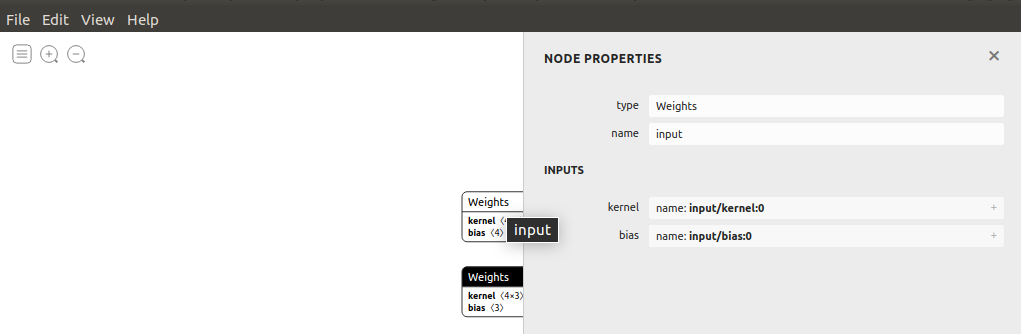 File Edit View Help
NODE PROPERTIES
type Weights
name input
INPUTS
kernel name: input/kernel:0 +
bias name: input/bias:0 +
Weights
kernel 〈4
bias 〈4〉
input
Weights
kernel 〈4×3〉
bias 〈3〉